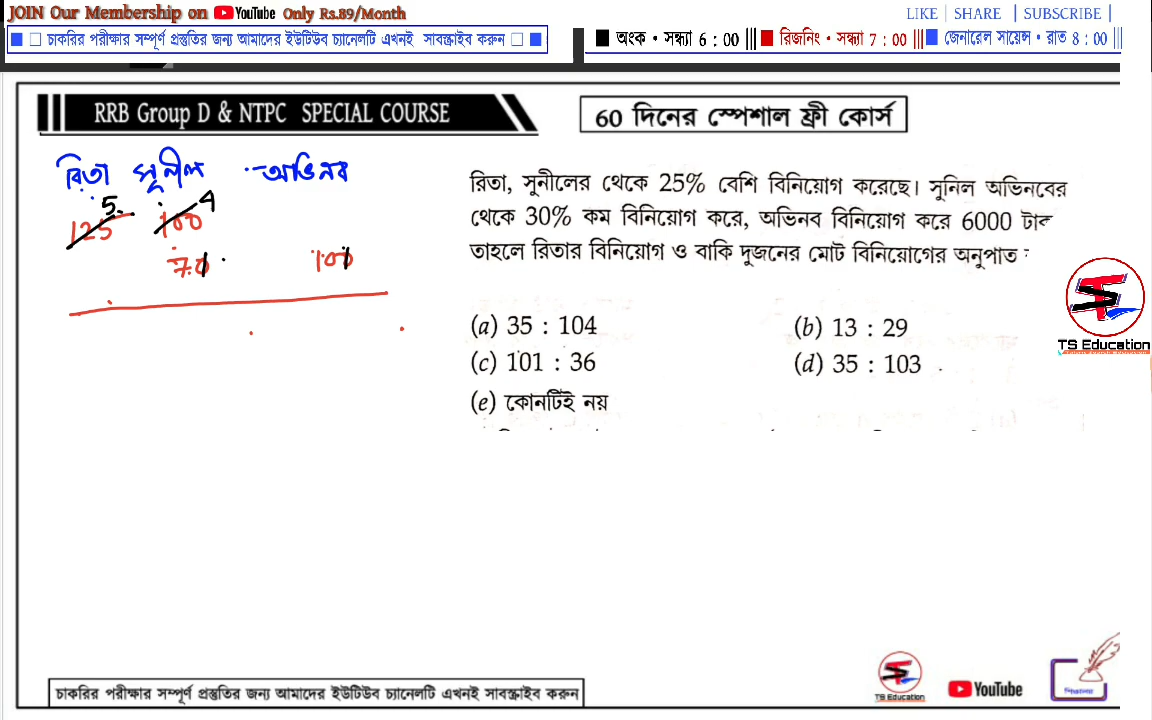 JOIN Our Membership on YouTube Only Rs.89/Month
LIKE | SHARE | SUBSCRIBE |
■ □ চাকরির পরীক্ষার সম্পূর্ণ প্রস্তুতির জন্য আমাদের ইউটিউব চ্যানেলটি এখনই সাবস্ক্রাইব করুন □ ■
■ অংক • সন্ধ্যা 6 : 00 ||| ■ রিজনিং • সন্ধ্যা 7 : 00 ||| ■ জেনারেল সায়েন্স • রাত 8 : 00 |||
RRB Group D & NTPC SPECIAL COURSE
60 দিনের স্পেশাল ফ্রী কোর্স
রিতা সুনীল অভিনব
5 4
125 100
70 100
রিতা, সুনীলের থেকে 25% বেশি বিনিয়োগ করেছে। সুনিল অভিনবের
থেকে 30% কম বিনিয়োগ করে, অভিনব বিনিয়োগ করে 6000 টাক
তাহলে রিতার বিনিয়োগ ও বাকি দুজনের মোট বিনিয়োগের অনুপাত
(a) 35 : 104
(b) 13 : 29
(c) 101 : 36
(d) 35 : 103
(e) কোনটিই নয়
TS Education
চাকরির পরীক্ষার সম্পূর্ণ প্রস্তুতির জন্য আমাদের ইউটিউব চ্যানেলটি এখনই সাবস্ক্রাইব করুন
TS Education
YouTube